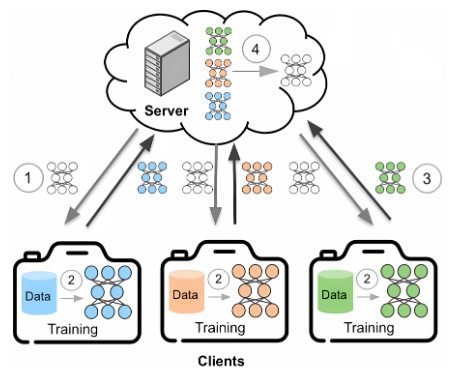 4
Server
1
3
2
Data
Training
2
Data
Training
2
Data
Training
Clients